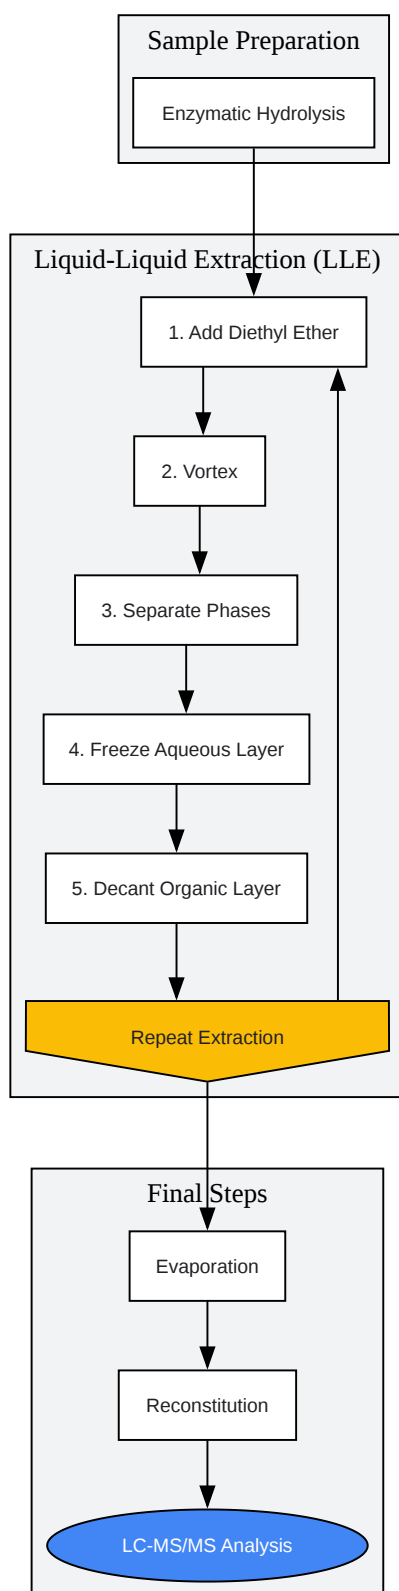 Sample Preparation
Enzymatic Hydrolysis
Liquid-Liquid Extraction (LLE)
1. Add Diethyl Ether
2. Vortex
3. Separate Phases
4. Freeze Aqueous Layer
5. Decant Organic Layer
Repeat Extraction
Final Steps
Evaporation
Reconstitution
LC-MS/MS Analysis